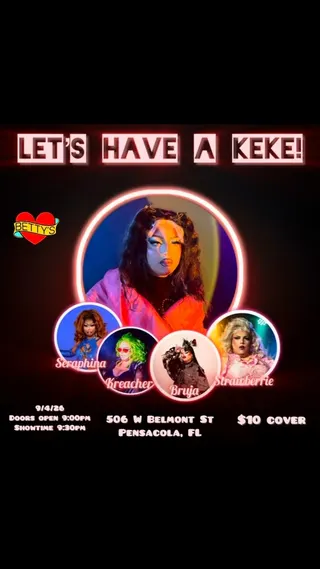 LET'S HAVE A KEKE!
BETTYS
Seraphina
Kreacher
Bruja
Strawberrie
9/4/26
Doors open 9:00pm
Showtime 9:30pm
506 W Belmont St
Pensacola, FL
$10 cover